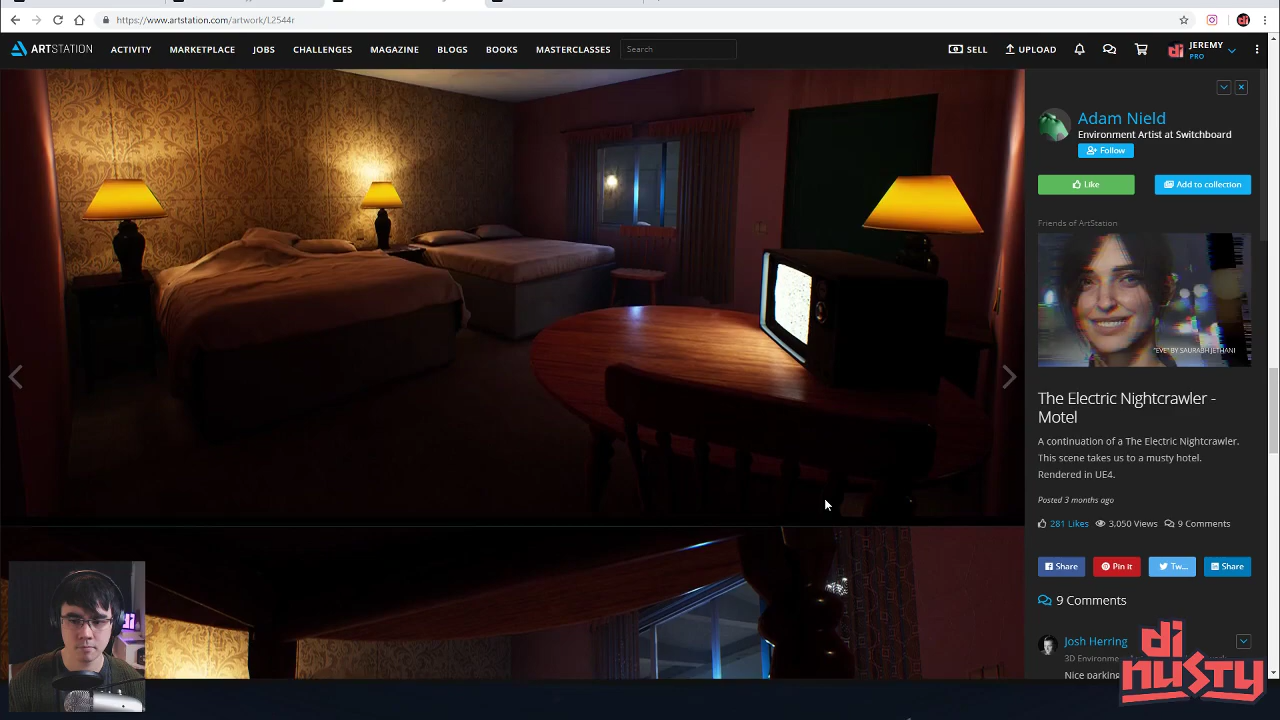 https://www.artstation.com/artwork/L2544r
ARTSTATION ACTIVITY MARKETPLACE JOBS CHALLENGES MAGAZINE BLOGS BOOKS MASTERCLASSES Search SELL UPLOAD JEREMY
PRO
Adam Nield
Environment Artist at Switchboard
Follow
Like Add to collection
Friends of ArtStation
"EVE" BY SAURABH JETHANI
The Electric Nightcrawler -
Motel
A continuation of a The Electric Nightcrawler.
This scene takes us to a musty hotel.
Rendered in UE4.
Posted 3 months ago
281 Likes 3,050 Views 9 Comments
Share Pin it Tw... Share
9 Comments
Josh Herring
3D Environme
Nice parking
di
nusty